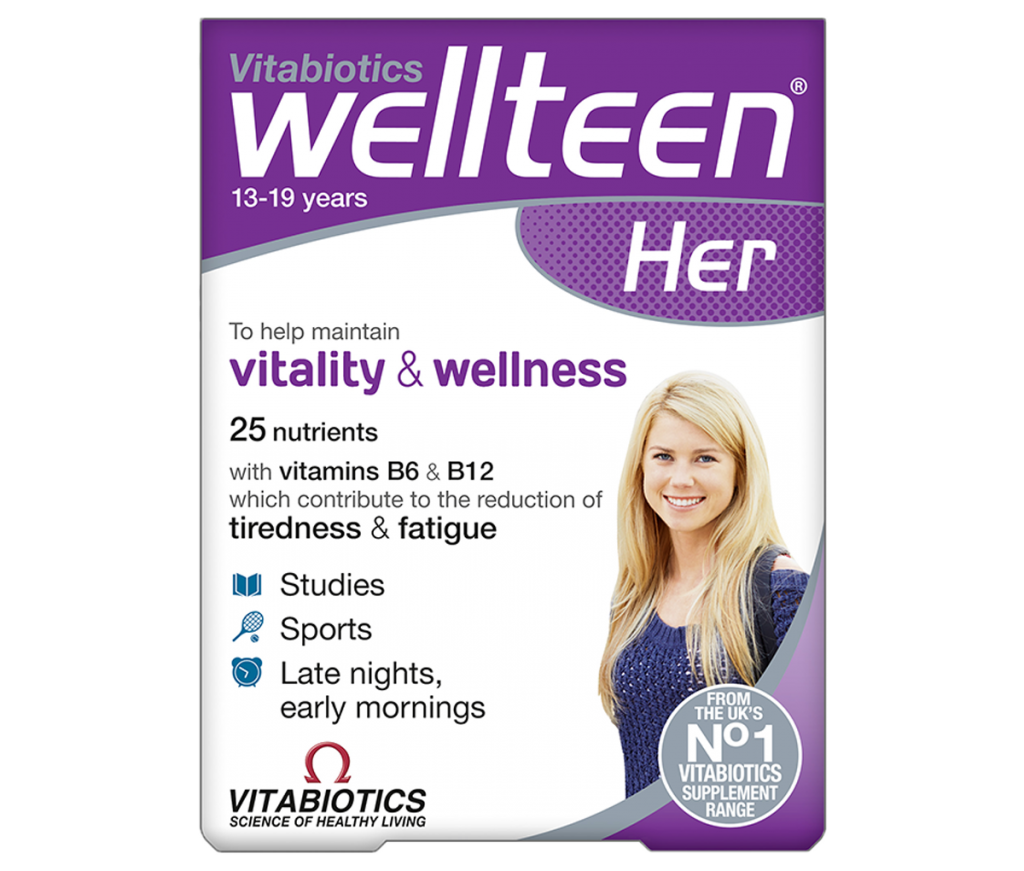 Vitabiotics
wellteen®
13-19 years
Her
To help maintain
vitality & wellness
25 nutrients
with vitamins B6 & B12
which contribute to the reduction of
tiredness & fatigue
Studies
Sports
Late nights,
early mornings
VITABIOTICS
SCIENCE OF HEALTHY LIVING
FROM
THE UK'S
Nº1
VITABIOTICS
SUPPLEMENT
RANGE